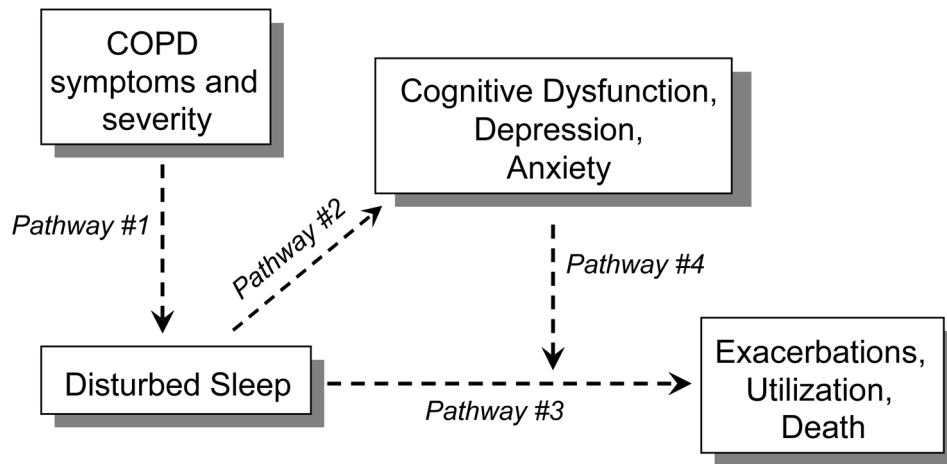 COPD
symptoms and
severity
Cognitive Dysfunction,
Depression,
Anxiety
Pathway #1
Pathway #2
Pathway #4
Disturbed Sleep
Pathway #3
Exacerbations,
Utilization,
Death